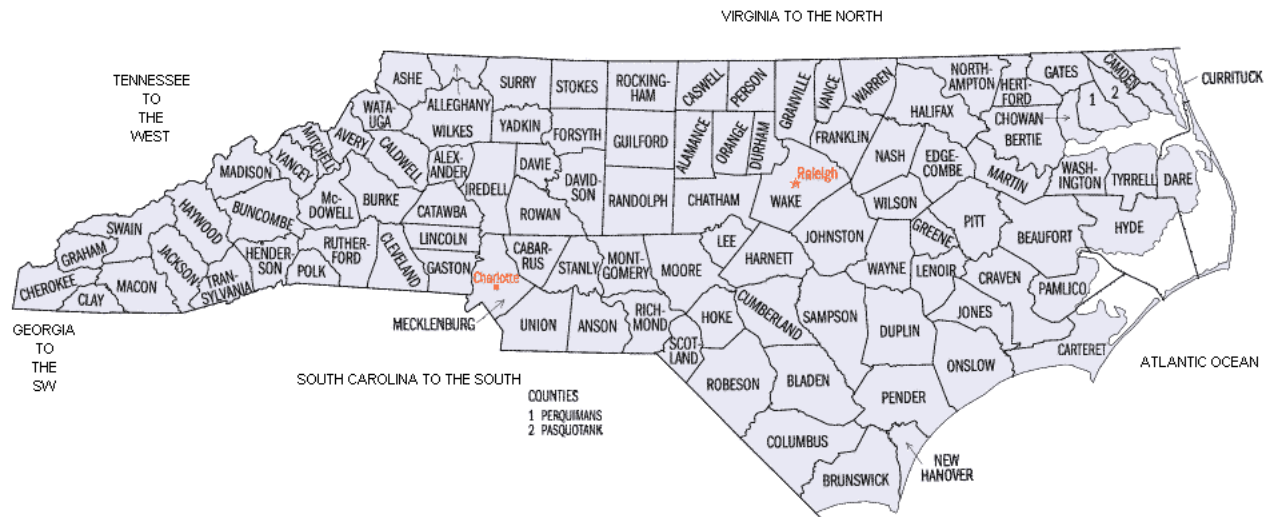 VIRGINIA TO THE NORTH
TENNESSEE
TO
THE
WEST
GEORGIA
TO
THE
SW
SOUTH CAROLINA TO THE SOUTH
ATLANTIC OCEAN
ASHE
ALLEGHANY
SURRY
STOKES
ROCKING-
HAM
CASWELL
PERSON
GRANVILLE
VANCE
WARREN
NORTH-
AMPTON
HERT-
FORD
GATES
CAMDEN
CURRITUCK
1
2
WATA-
UGA
WILKES
YADKIN
FORSYTH
GUILFORD
ALAMANCE
ORANGE
DURHAM
FRANKLIN
HALIFAX
CHOWAN
BERTIE
MITCHELL
AVERY
CALDWELL
ALEX-
ANDER
IREDELL
DAVIE
DAVID-
SON
RANDOLPH
CHATHAM
Raleigh
WAKE
NASH
EDGE-
COMBE
MARTIN
WASH-
INGTON
TYRRELL
DARE
MADISON
YANCEY
Mc-
DOWELL
BURKE
CATAWBA
ROWAN
WILSON
PITT
BEAUFORT
HYDE
SWAIN
HAYWOOD
BUNCOMBE
RUTHER-
FORD
CLEVELAND
LINCOLN
GASTON
CABAR-
RUS
STANLY
MONT-
GOMERY
MOORE
LEE
HARNETT
JOHNSTON
GREENE
WAYNE
LENOIR
CRAVEN
PAMLICO
GRAHAM
CHEROKEE
CLAY
MACON
JACKSON
TRAN-
SYLVANIA
HENDER-
SON
POLK
Charlotte
MECKLENBURG
UNION
ANSON
RICH-
MOND
SCOT-
LAND
HOKE
CUMBERLAND
SAMPSON
DUPLIN
JONES
ONSLOW
CARTERET
ROBESON
BLADEN
PENDER
COLUMBUS
BRUNSWICK
NEW
HANOVER
COUNTIES
1 PERQUIMANS
2 PASQUOTANK